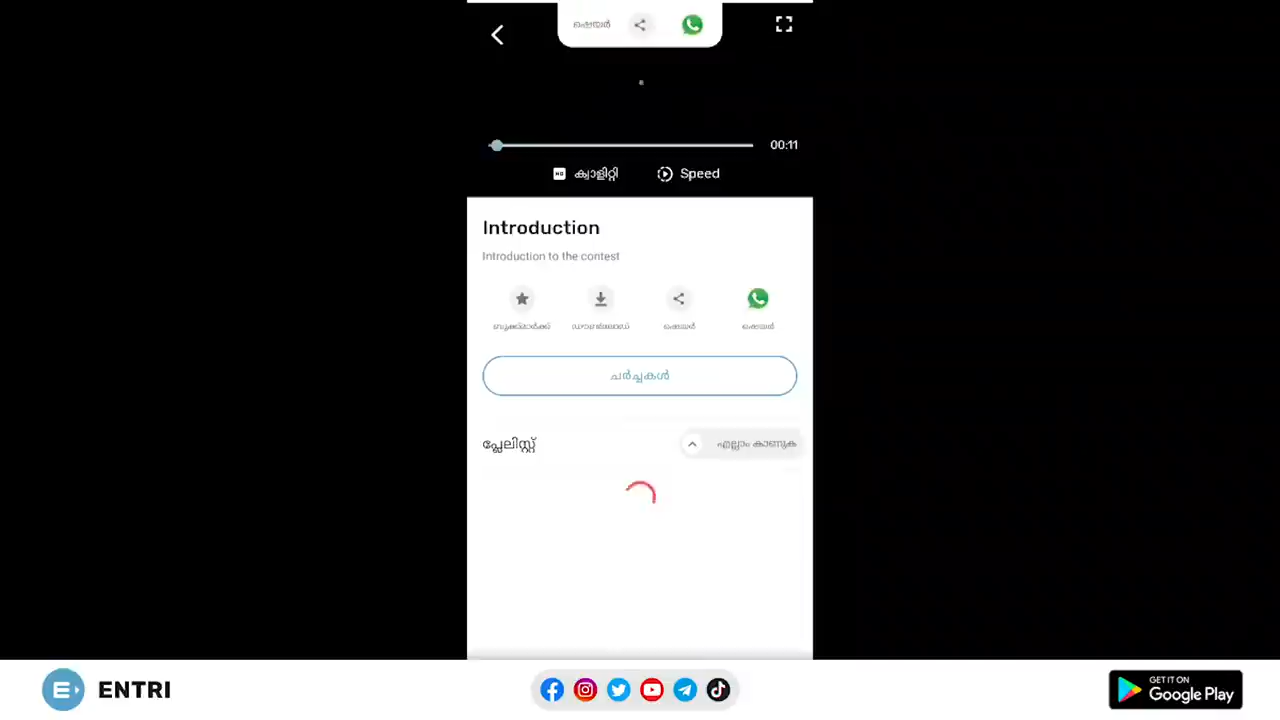 ഷെയർ
00:11
HD ക്വാളിറ്റി Speed
Introduction
Introduction to the contest
ബുക്ക്മാർക്ക് ഡൗൺലോഡ് ഷെയർ ഷെയർ
ചർച്ചകൾ
പ്ലേലിസ്റ്റ് എല്ലാം കാണുക
E ENTRI
GET IT ON
Google Play